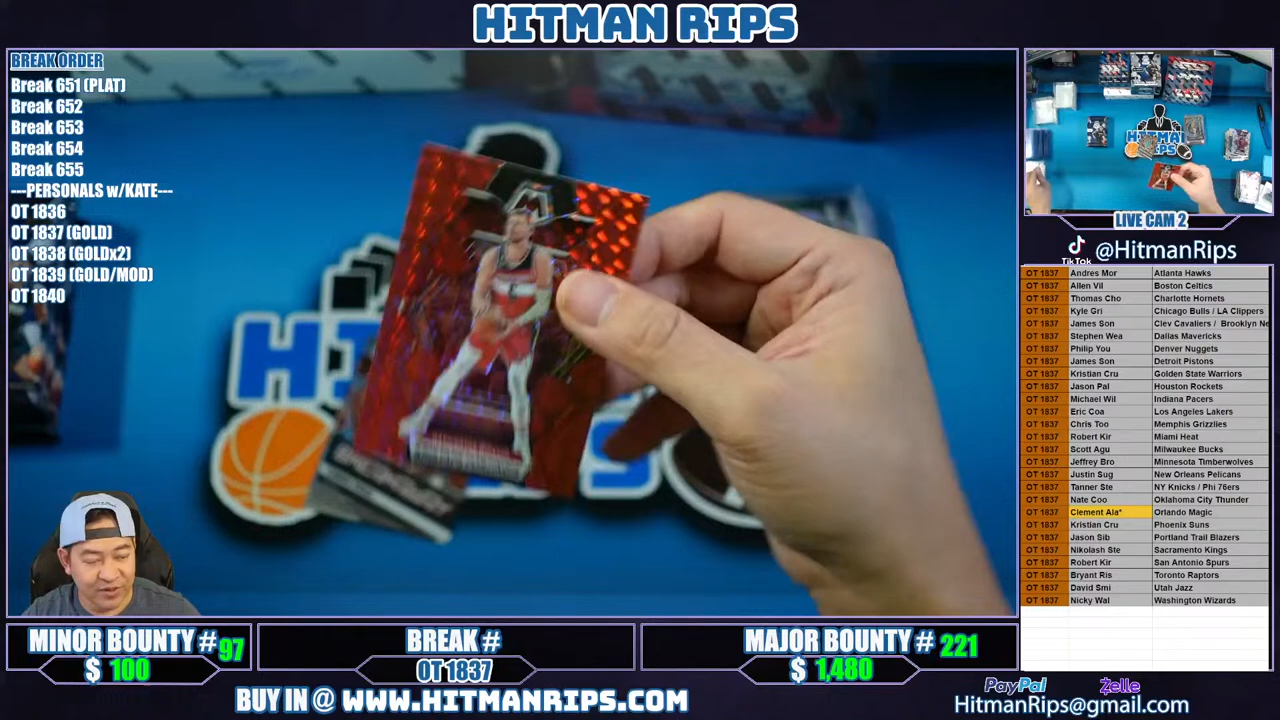 HITMAN RIPS
BREAK ORDER
Break 651 (PLAT)
Break 652
Break 653
Break 654
Break 655
---PERSONALS w/KATE---
OT 1836
OT 1837 (GOLD)
OT 1838 (GOLDx2)
OT 1839 (GOLD/MOD)
OT 1840
LIVE CAM 2
TikTok @HitmanRips
OT 1837 Andres Mor Atlanta Hawks
OT 1837 Allen Vil Boston Celtics
OT 1837 Thomas Cho Charlotte Hornets
OT 1837 Kyle Gri Chicago Bulls / LA Clippers
OT 1837 James Son Clev Cavaliers / Brooklyn Ne
OT 1837 Stephen Wea Dallas Mavericks
OT 1837 Philip You Denver Nuggets
OT 1837 James Son Detroit Pistons
OT 1837 Kristian Cru Golden State Warriors
OT 1837 Jason Pal Houston Rockets
OT 1837 Michael Wil Indiana Pacers
OT 1837 Eric Coa Los Angeles Lakers
OT 1837 Chris Too Memphis Grizzlies
OT 1837 Robert Kir Miami Heat
OT 1837 Scott Agu Milwaukee Bucks
OT 1837 Jeffrey Bro Minnesota Timberwolves
OT 1837 Justin Sug New Orleans Pelicans
OT 1837 Tanner Ste NY Knicks / Phi 76ers
OT 1837 Nate Coo Oklahoma City Thunder
OT 1837 Clement Ala* Orlando Magic
OT 1837 Kristian Cru Phoenix Suns
OT 1837 Jason Sib Portland Trail Blazers
OT 1837 Nikolash Ste Sacramento Kings
OT 1837 Robert Kir San Antonio Spurs
OT 1837 Bryant Ris Toronto Raptors
OT 1837 David Smi Utah Jazz
OT 1837 Nicky Wal Washington Wizards
MINOR BOUNTY # 97
$ 100
BREAK #
OT 1837
MAJOR BOUNTY # 221
$ 1,480
BUY IN @ WWW.HITMANRIPS.COM
PayPal Zelle
HitmanRips@gmail.com